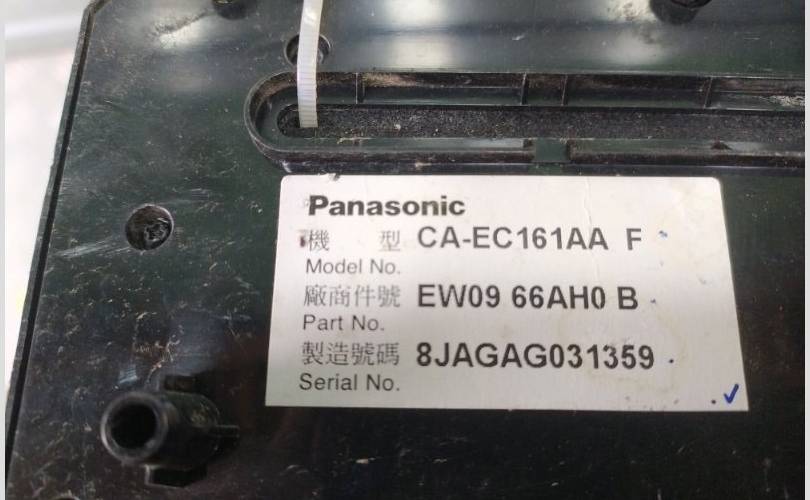 Panasonic
機 型 CA-EC161AA F
Model No.
廠商件號 EW09 66AH0 B
Part No.
製造號碼 8JAGAG031359
Serial No.